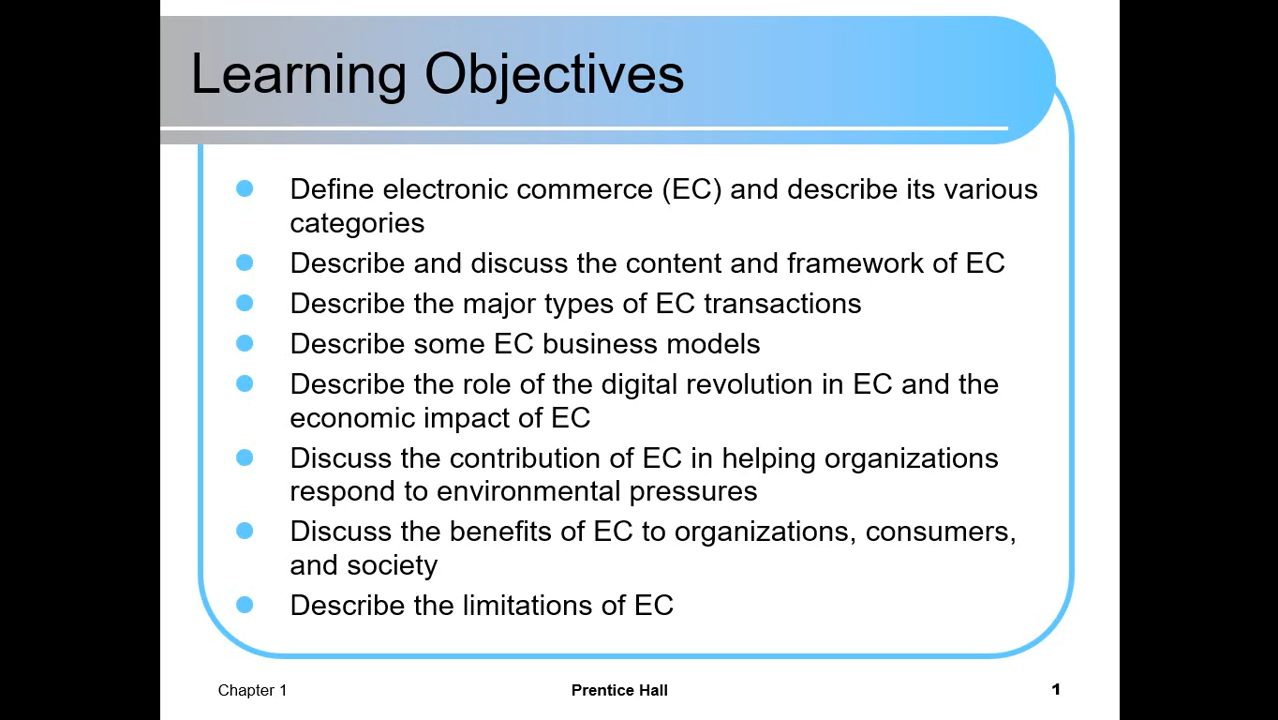 Learning Objectives
Define electronic commerce (EC) and describe its various
categories
Describe and discuss the content and framework of EC
Describe the major types of EC transactions
Describe some EC business models
Describe the role of the digital revolution in EC and the
economic impact of EC
Discuss the contribution of EC in helping organizations
respond to environmental pressures
Discuss the benefits of EC to organizations, consumers,
and society
Describe the limitations of EC
Chapter 1
Prentice Hall
1